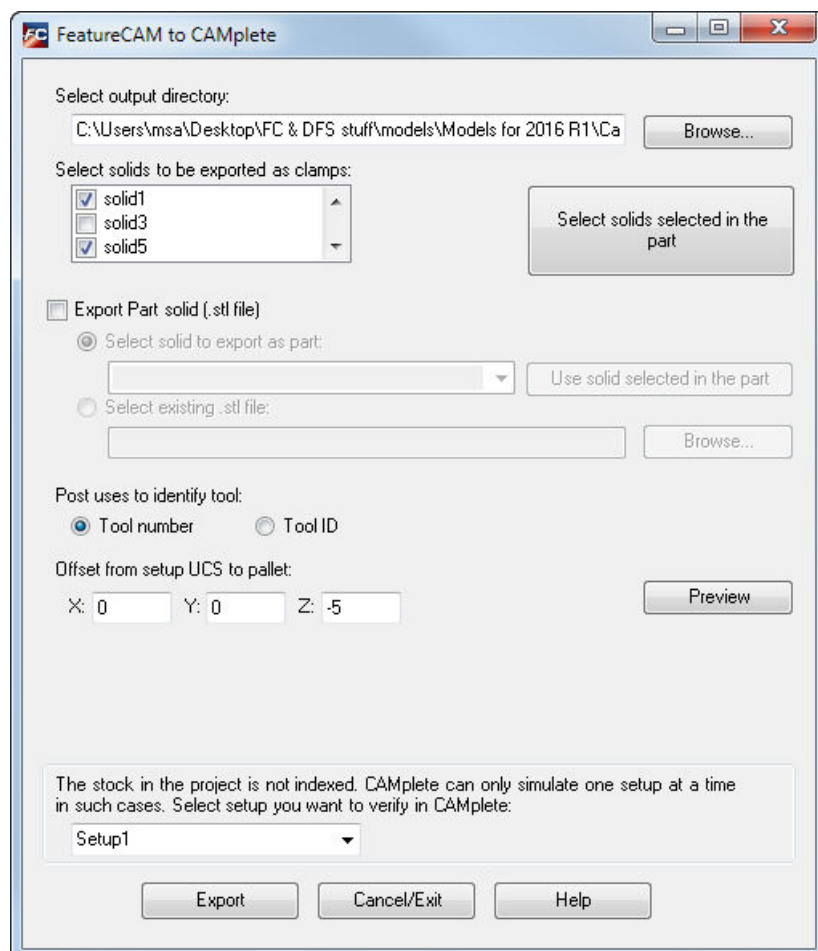 FC FeatureCAM to CAMplete
Select output directory:
C:\Users\msa\Desktop\FC & DFS stuff\models\Models for 2016 R1\Ca
Browse...
Select solids to be exported as clamps:
solid1
solid3
solid5
Select solids selected in the
part
Export Part solid (.stl file)
Select solid to export as part:
Use solid selected in the part
Select existing .stl file:
Browse...
Post uses to identify tool:
Tool number Tool ID
Offset from setup UCS to pallet:
X: 0 Y: 0 Z: -5
Preview
The stock in the project is not indexed. CAMplete can only simulate one setup at a time
in such cases. Select setup you want to verify in CAMplete:
Setup1
Export Cancel/Exit Help